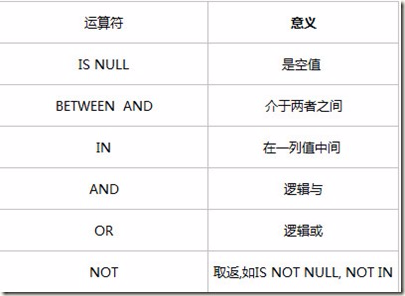 运算符 意义
IS NULL 是空值
BETWEEN AND 介于两者之间
IN 在一列值中间
AND 逻辑与
OR 逻辑或
NOT 取返,如IS NOT NULL, NOT IN